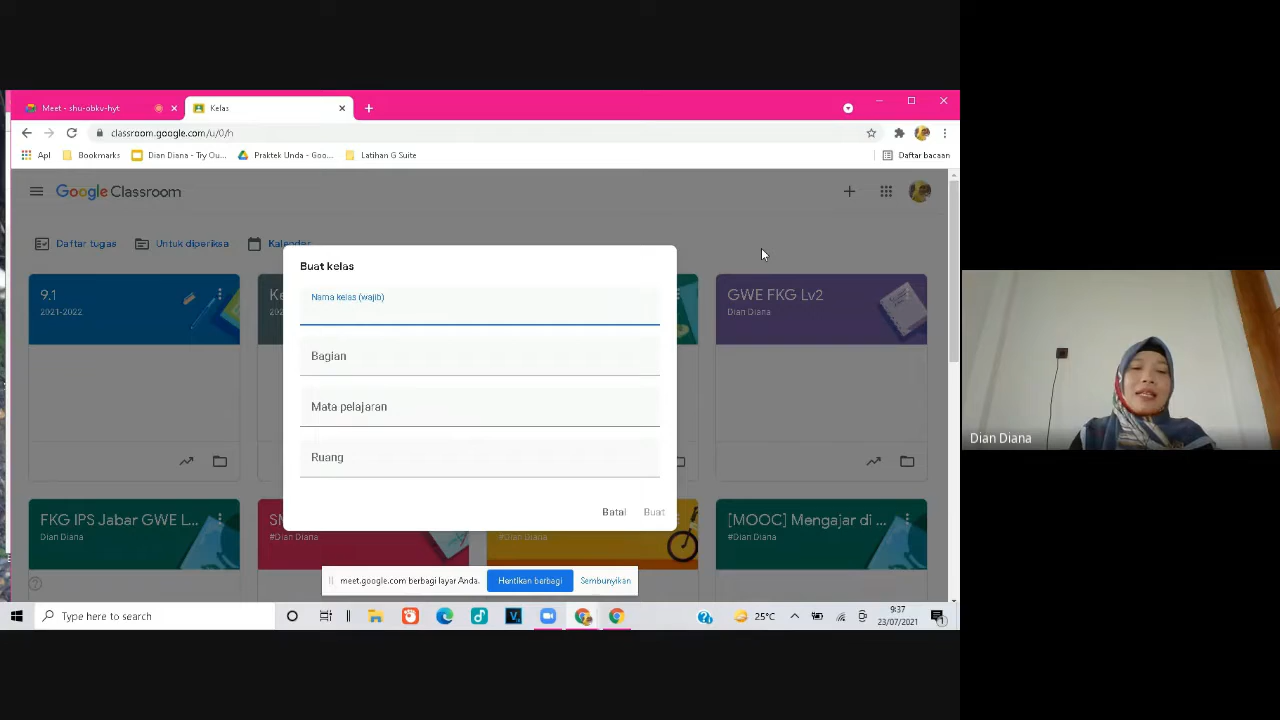 Meet - shu-obkv-hyt
Kelas
classroom.google.com/u/0/h
Apl
Bookmarks
Dian Diana - Try Ou...
Praktek Unda - Goo...
Latihan G Suite
Daftar bacaan
Google Classroom
Daftar tugas
Untuk diperiksa
Kalender
9.1
2021-2022
GWE FKG Lv2
Dian Diana
Buat kelas
Nama kelas (wajib)
Bagian
Mata pelajaran
Ruang
Batal
Buat
Dian Diana
FKG IPS Jabar GWE L...
Dian Diana
#Dian Diana
#Dian Diana
[MOOC] Mengajar di ...
#Dian Diana
meet.google.com berbagi layar Anda.
Hentikan berbagi
Sembunyikan
Type here to search
25°C
9:37
23/07/2021